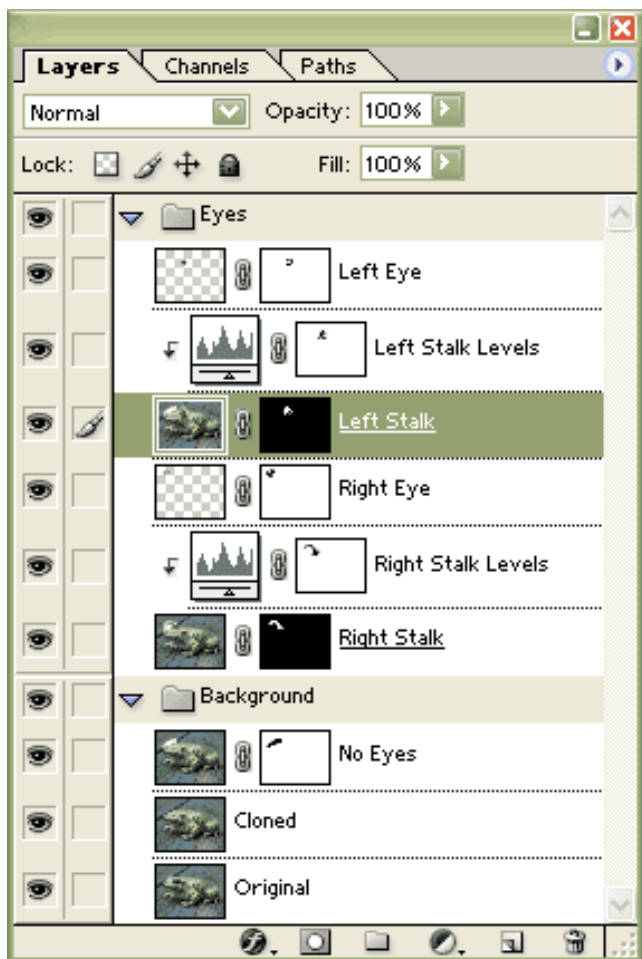 Layers Channels Paths
Normal Opacity: 100%
Lock: Fill: 100%
Eyes
Left Eye
Left Stalk Levels
Left Stalk
Right Eye
Right Stalk Levels
Right Stalk
Background
No Eyes
Cloned
Original